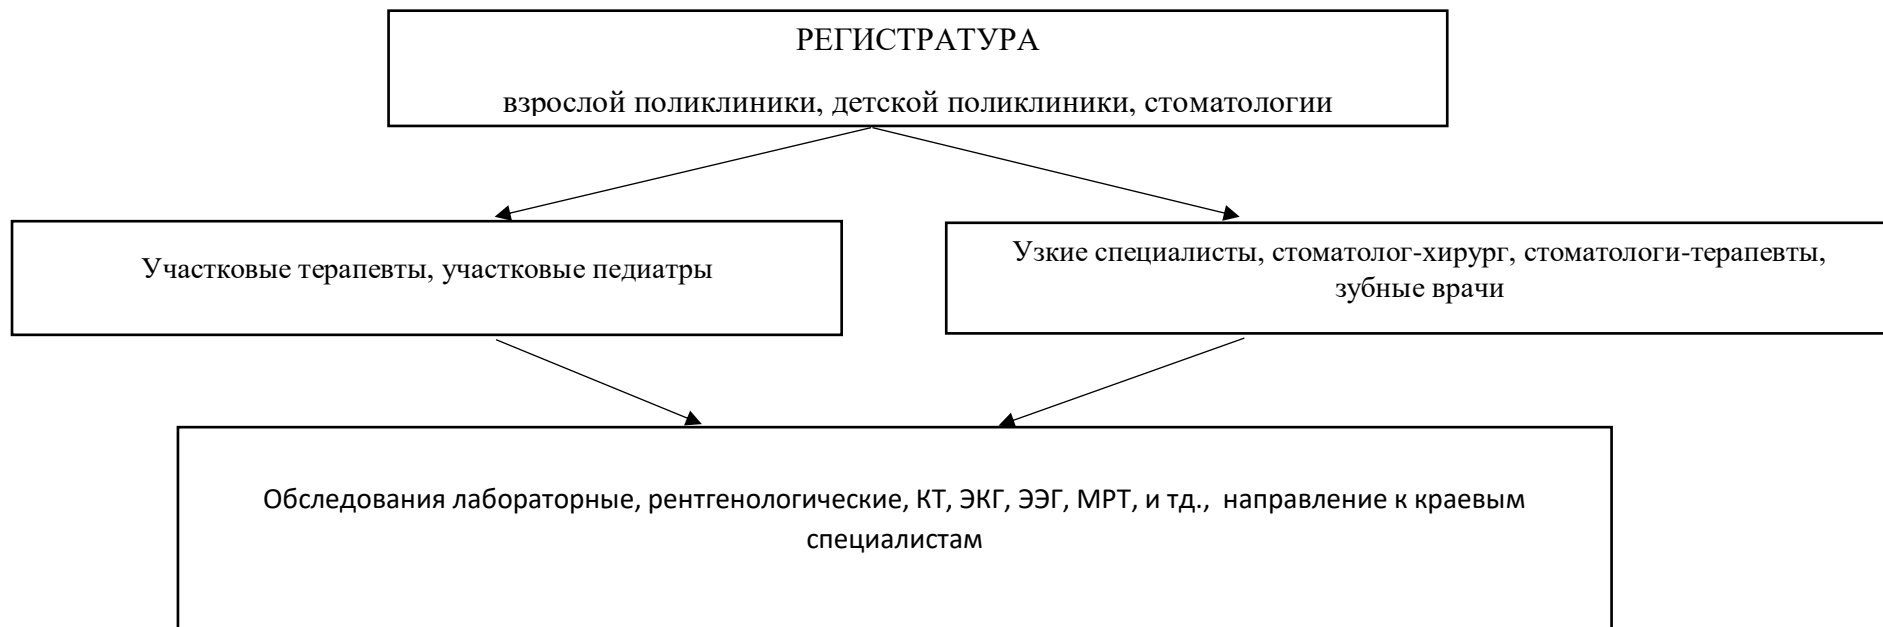 РЕГИСТРАТУРА
взрослой поликлиники, детской поликлиники, стоматологии
Участковые терапевты, участковые педиатры
Узкие специалисты, стоматолог-хирург, стоматологи-терапевты,
зубные врачи
Обследования лабораторные, рентгенологические, КТ, ЭКГ, ЭЭГ, МРТ, и тд.,  направление к краевым
специалистам